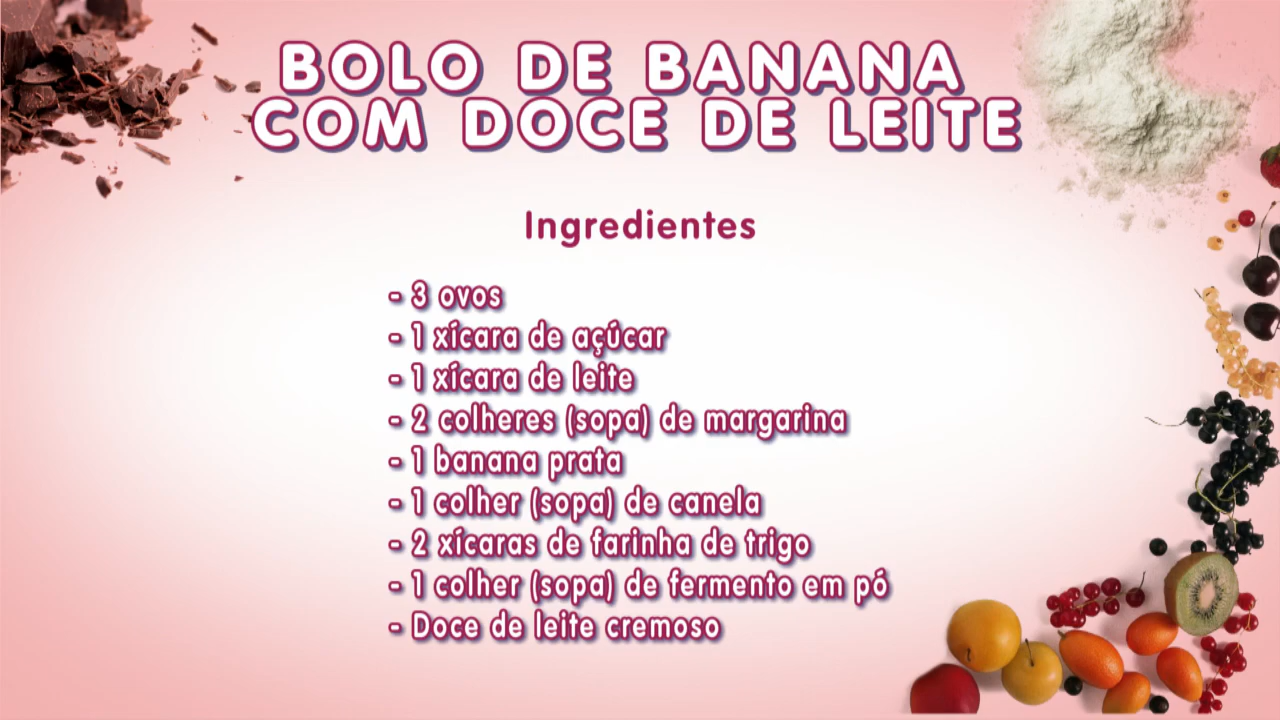 BOLO DE BANANA
COM DOCE DE LEITE
Ingredientes
- 3 ovos
- 1 xícara de açúcar
- 1 xícara de leite
- 2 colheres (sopa) de margarina
- 1 banana prata
- 1 colher (sopa) de canela
- 2 xícaras de farinha de trigo
- 1 colher (sopa) de fermento em pó
- Doce de leite cremoso